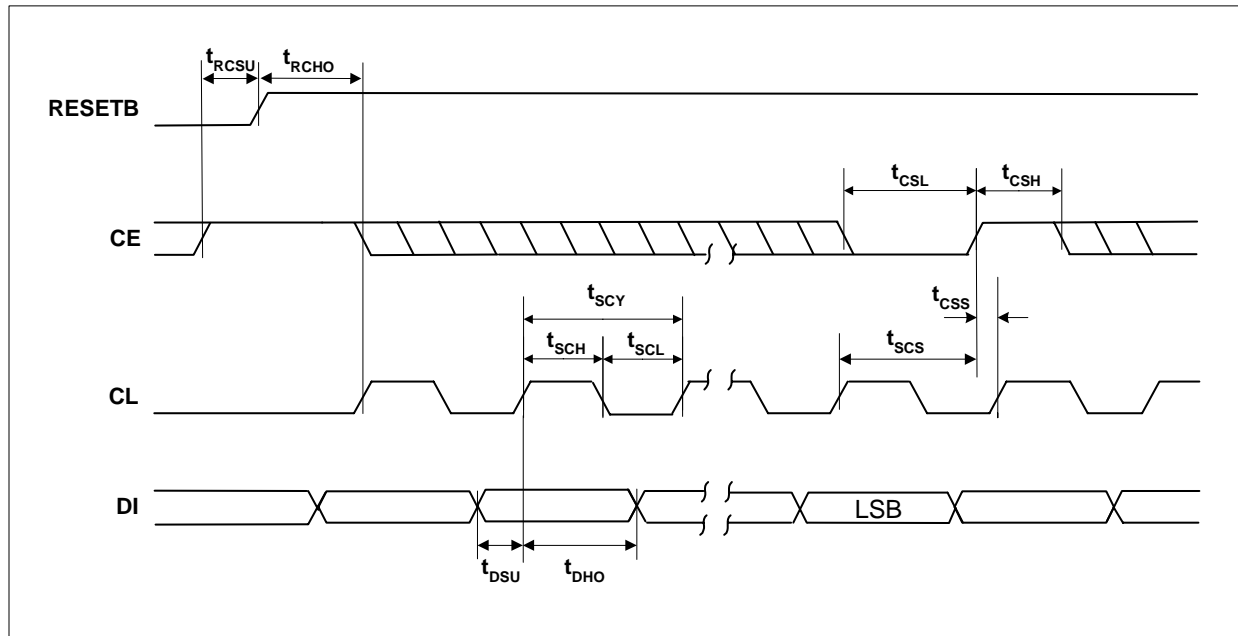 tRCSU tRCHO
RESETB
tCSL tCSH
CE
tSCY
tCSS
tSCH tSCL
tSCS
CL
DI
LSB
tDSU tDHO